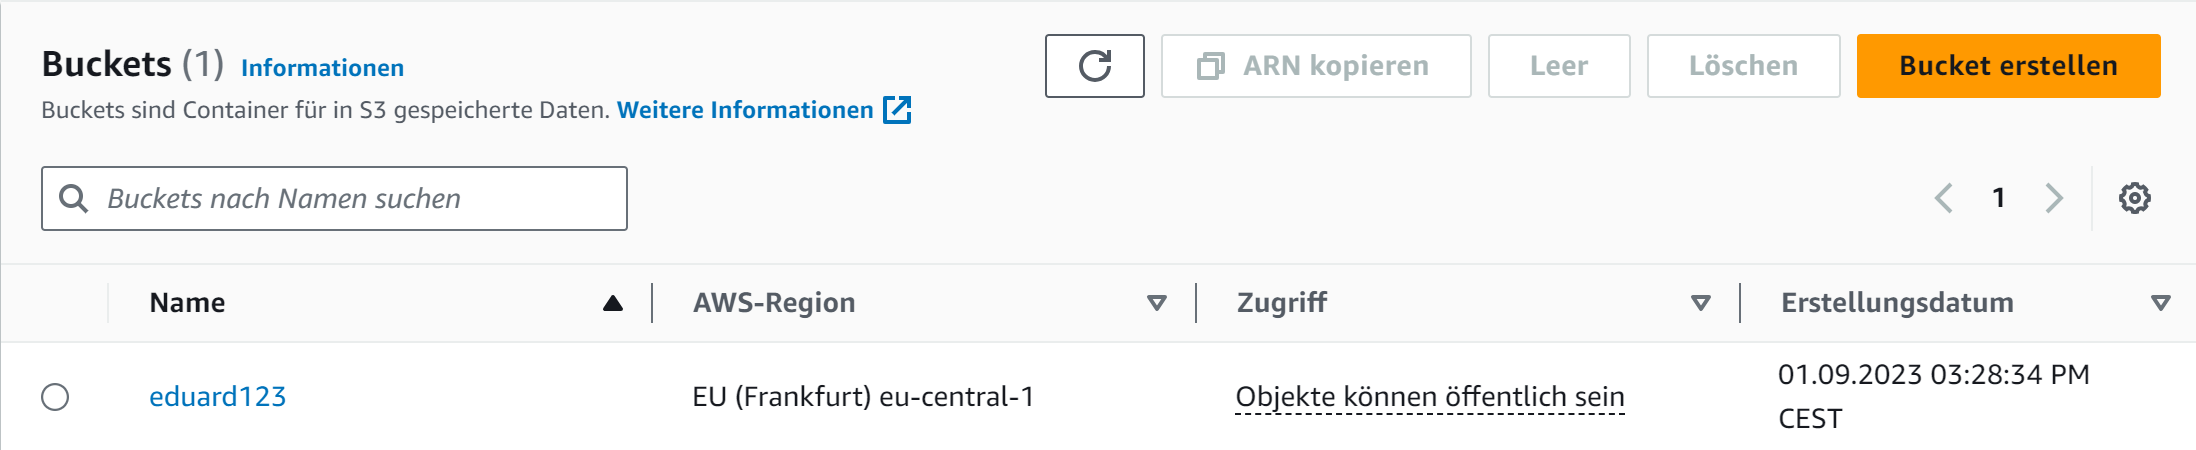 Buckets (1) Informationen
Buckets sind Container für in S3 gespeicherte Daten. Weitere Informationen
ARN kopieren
Leer
Löschen
Bucket erstellen
Buckets nach Namen suchen
1
Name
AWS-Region
Zugriff
Erstellungsdatum
eduard123
EU (Frankfurt) eu-central-1
Objekte können öffentlich sein
01.09.2023 03:28:34 PM
CEST